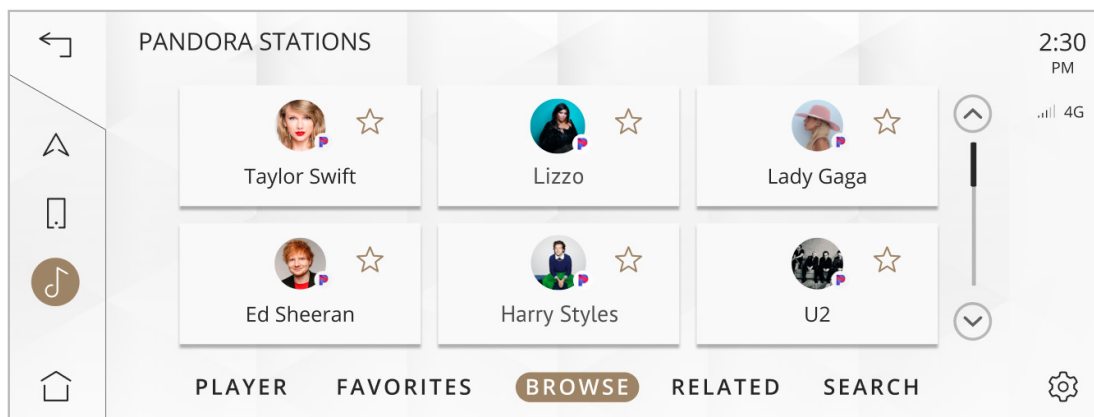 PANDORA STATIONS
2:30
PM
4G
Taylor Swift
Lizzo
Lady Gaga
Ed Sheeran
Harry Styles
U2
PLAYER FAVORITES BROWSE RELATED SEARCH